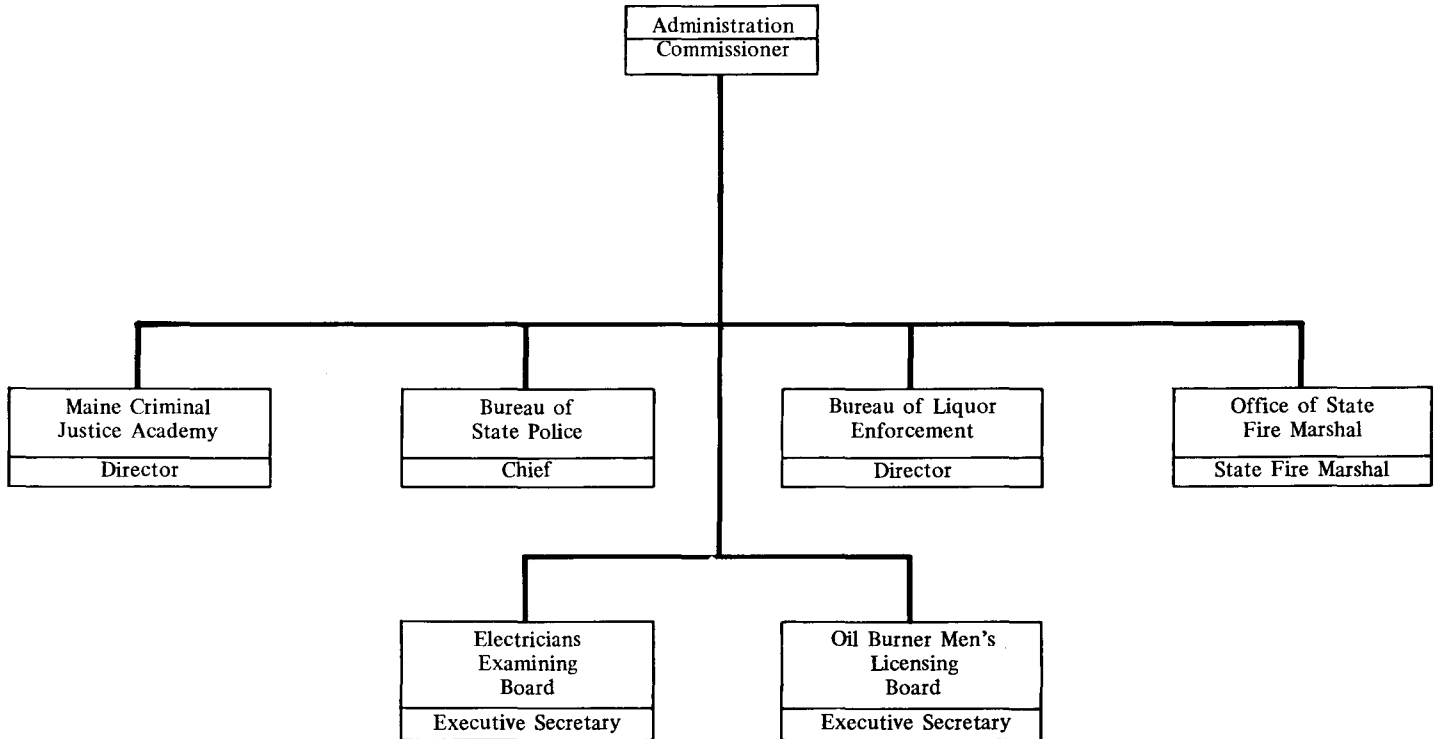 Administration
Commissioner
Maine Criminal
Justice Academy
Director
Bureau of
State Police
Chief
Bureau of Liquor
Enforcement
Director
Office of State
Fire Marshal
State Fire Marshal
Electricians
Examining
Board
Executive Secretary
Oil Burner Men's
Licensing
Board
Executive Secretary